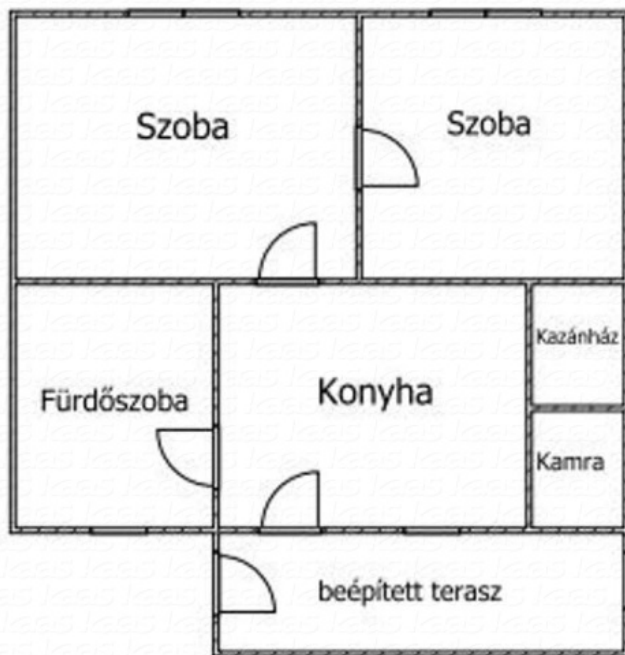 Szoba
Szoba
Kazánház
Fürdőszoba
Konyha
Kamra
beépített terasz